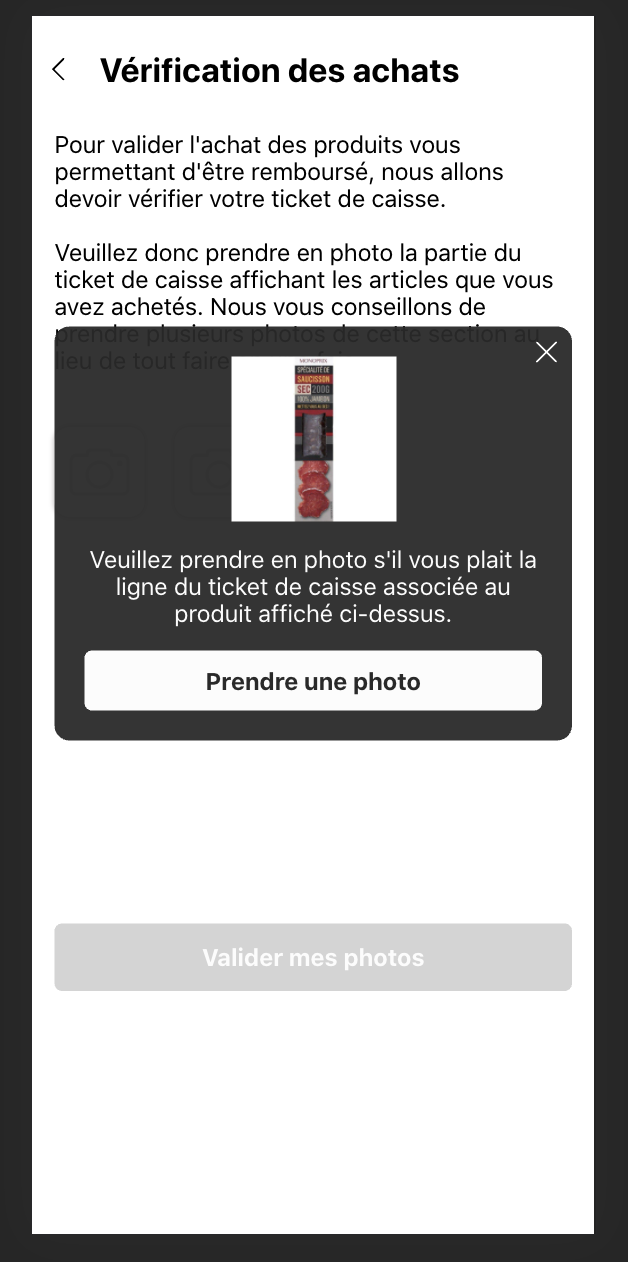 Vérification des achats
Pour valider l'achat des produits vous
permettant d'être remboursé, nous allons
devoir vérifier votre ticket de caisse.
Veuillez donc prendre en photo la partie du
ticket de caisse affichant les articles que vous
avez achetés. Nous vous conseillons de
prendre plusieurs photos de cette section au
lieu de tout faire
MONOPRIX
SPÉCIALITÉ DE
SAUCISSON
SEC 200G
100% JAMBON
Veuillez prendre en photo s'il vous plait la
ligne du ticket de caisse associée au
produit affiché ci-dessus.
Prendre une photo
Valider mes photos